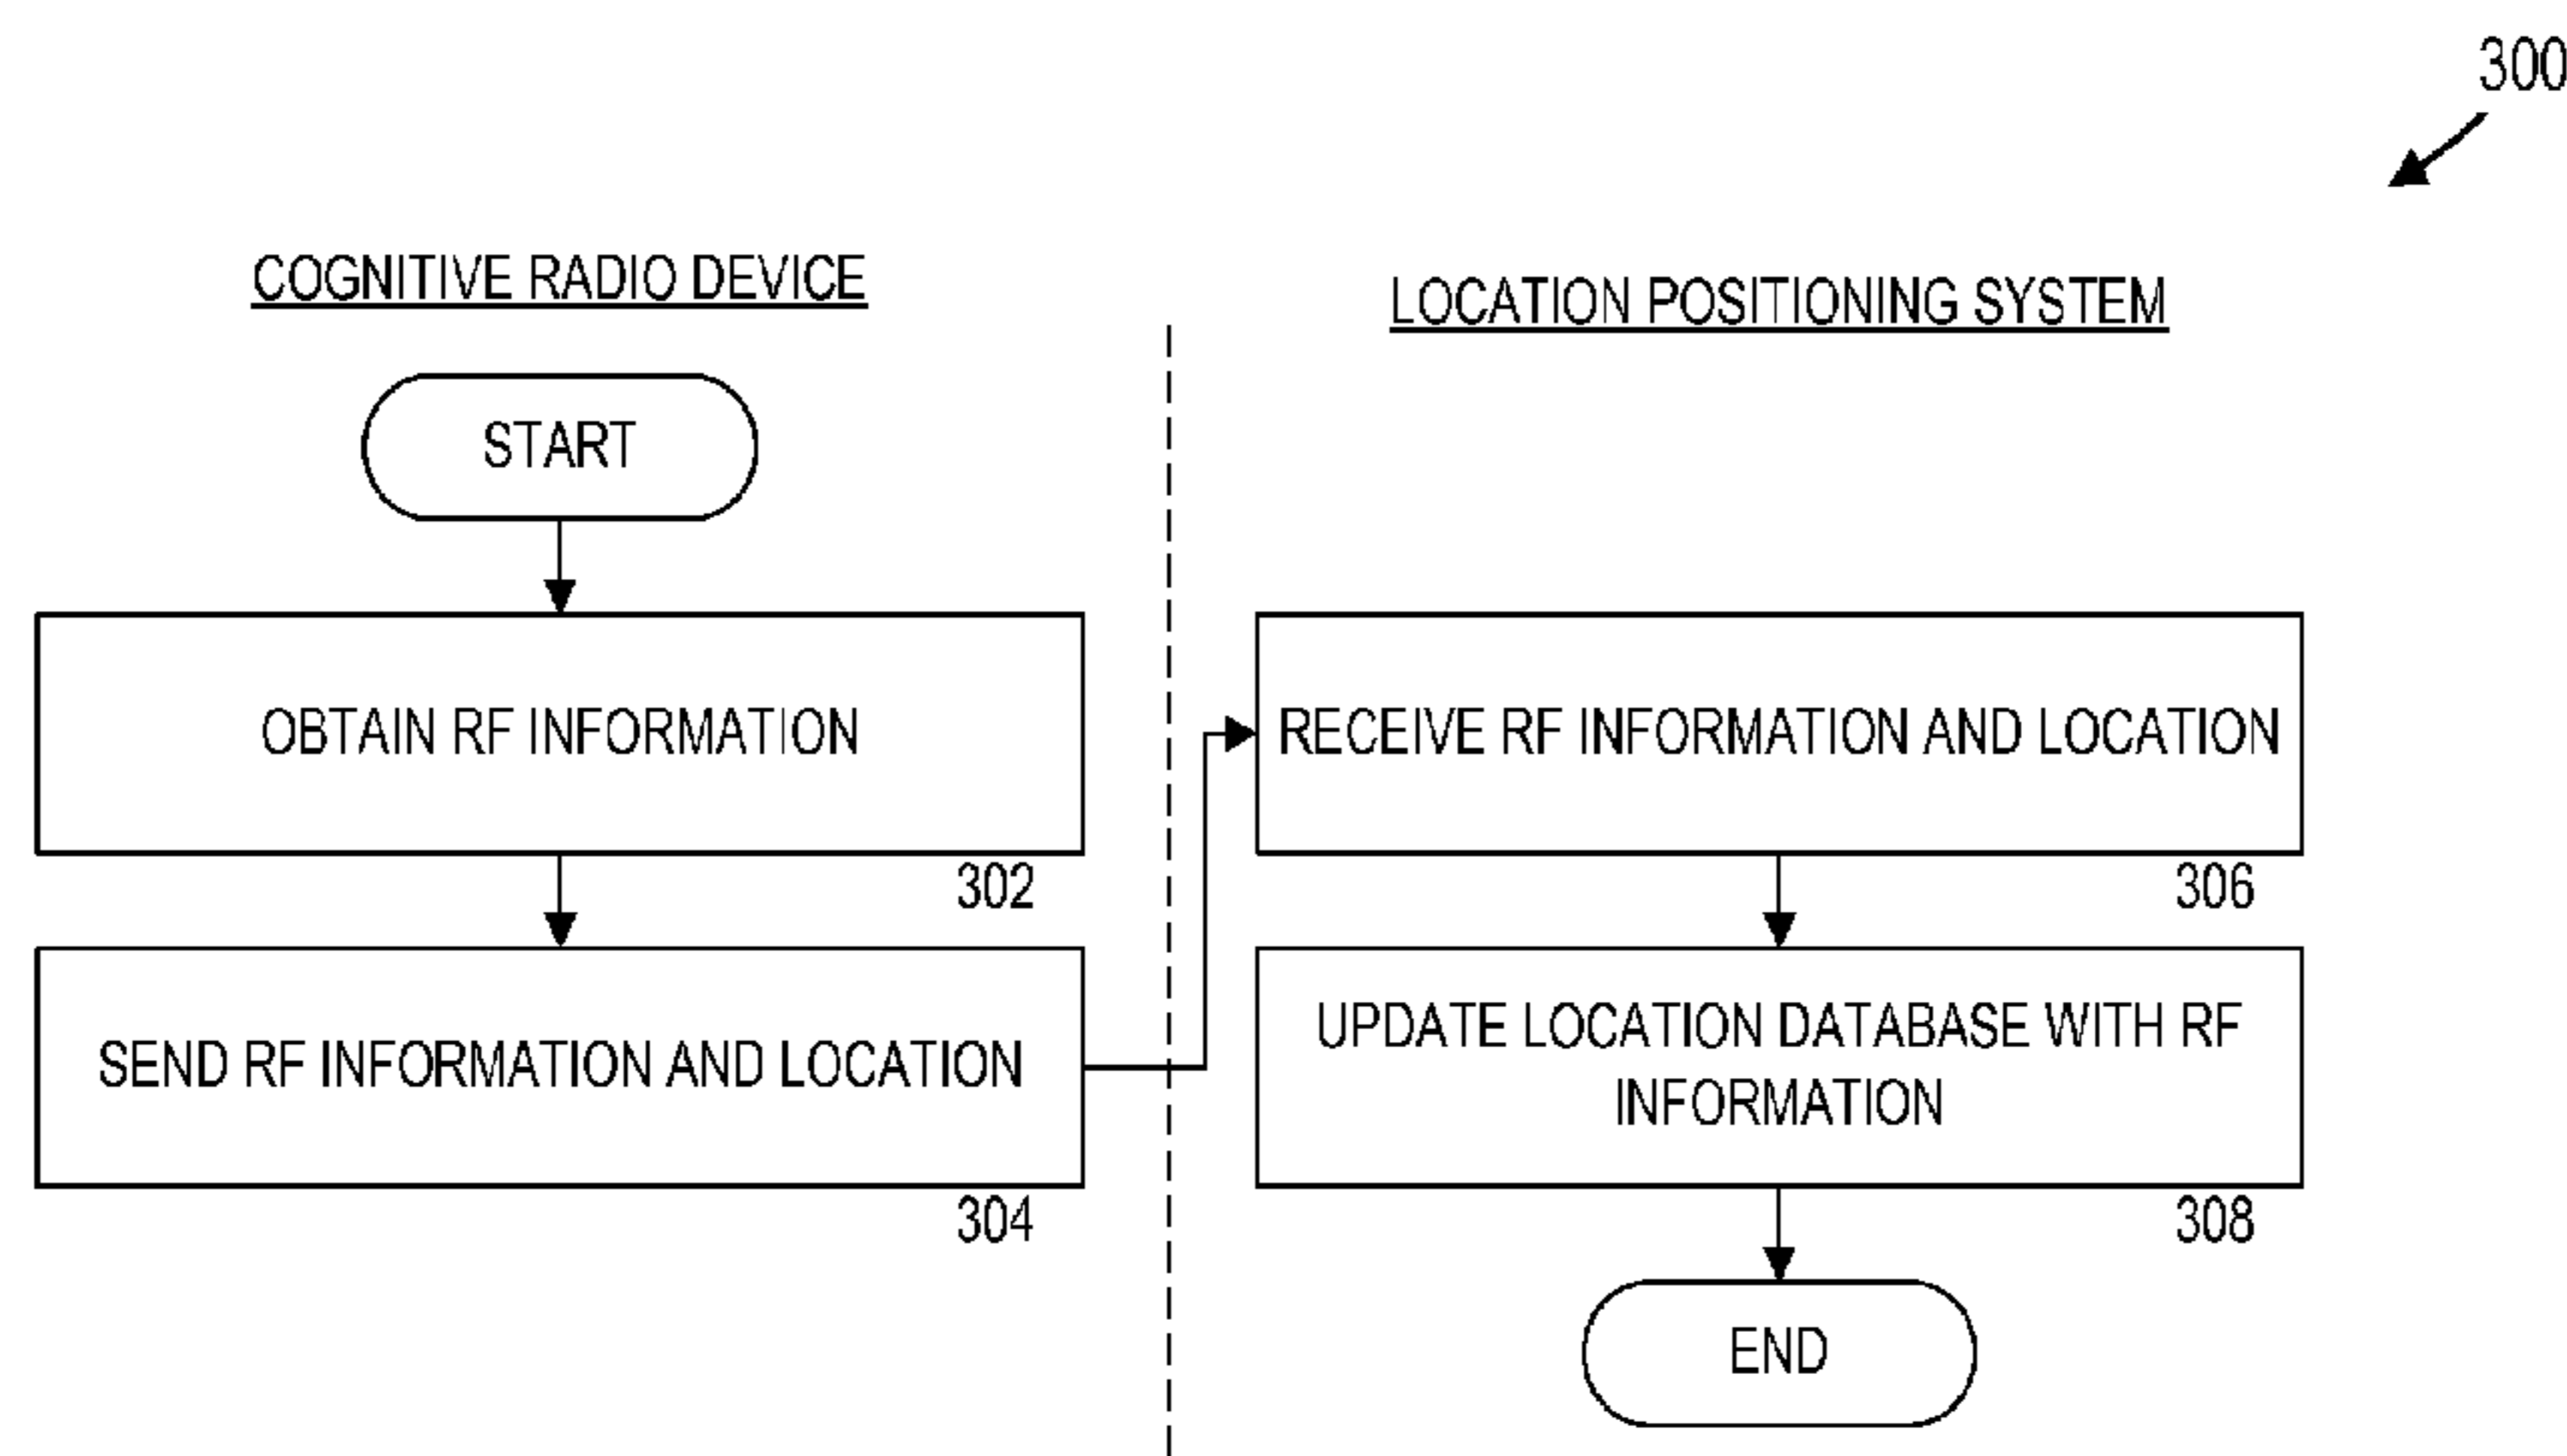 300
COGNITIVE RADIO DEVICE
START
OBTAIN RF INFORMATION
302
SEND RF INFORMATION AND LOCATION
304
LOCATION POSITIONING SYSTEM
RECEIVE RF INFORMATION AND LOCATION
306
UPDATE LOCATION DATABASE WITH RF
INFORMATION
308
END